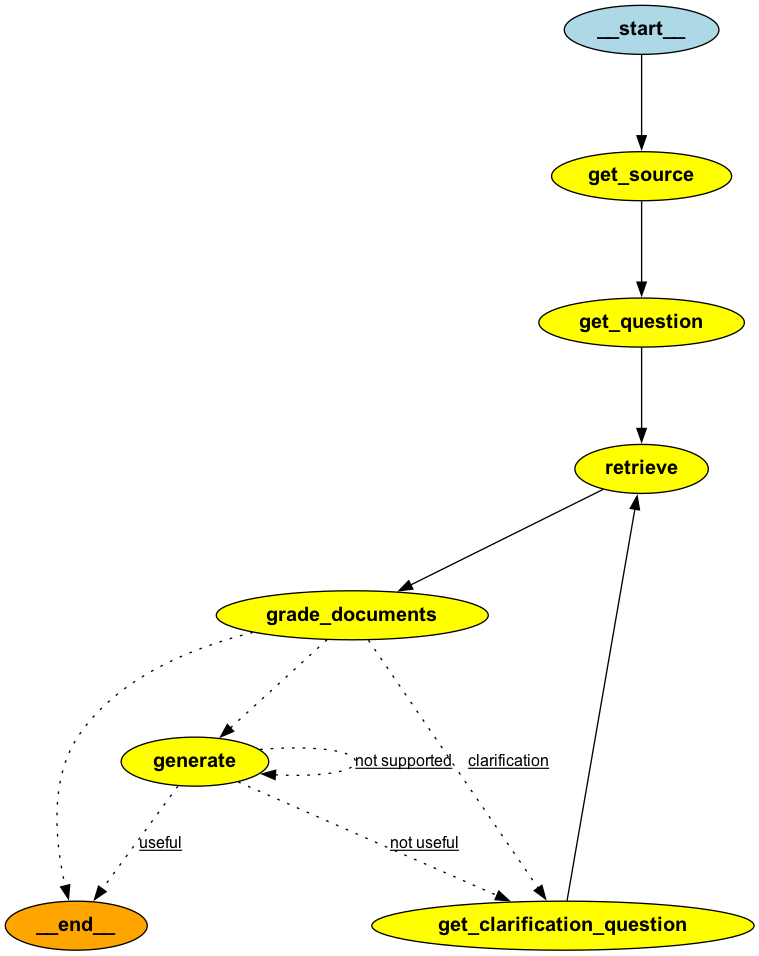 __start__
get_source
get_question
retrieve
grade_documents
generate
not supported
clarification
useful
not useful
__end__
get_clarification_question